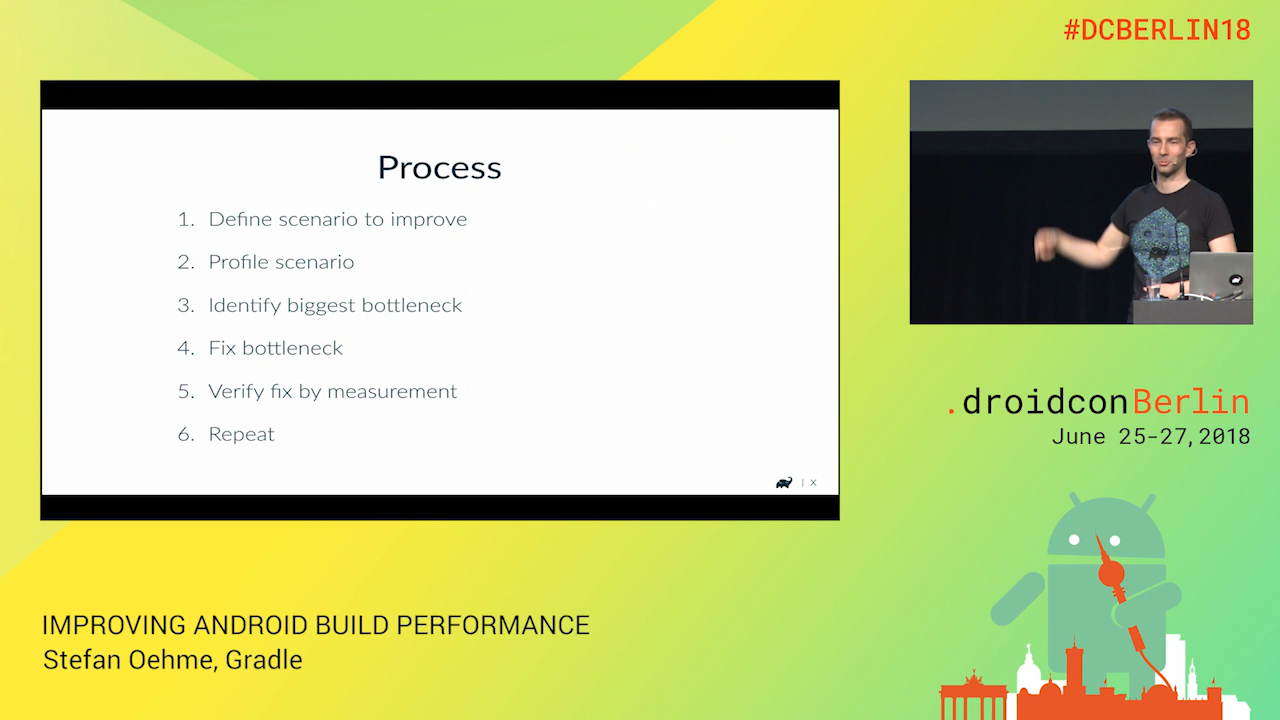 #DCBERLIN18
Process
1. Define scenario to improve
2. Profile scenario
3. Identify biggest bottleneck
4. Fix bottleneck
5. Verify fix by measurement
6. Repeat
| X
.droidconBerlin
June 25-27, 2018
IMPROVING ANDROID BUILD PERFORMANCE
Stefan Oehme, Gradle